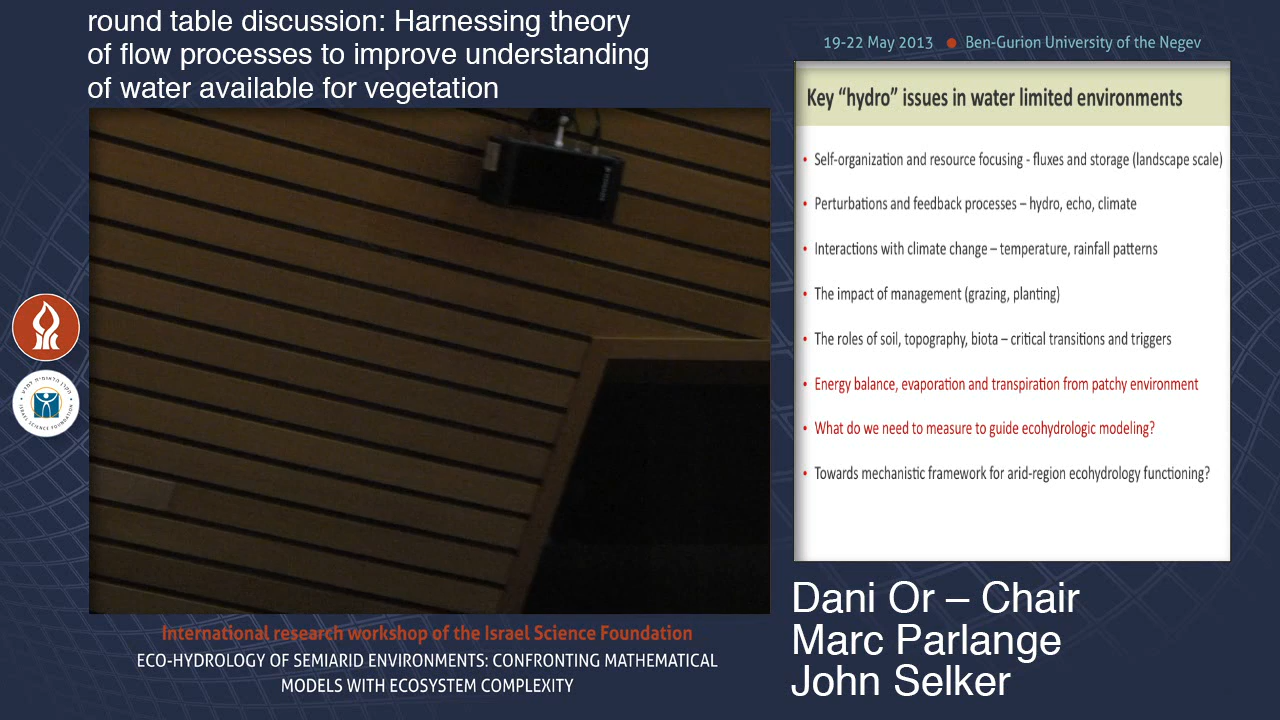 round table discussion: Harnessing theory
of flow processes to improve understanding
of water available for vegetation
19-22 May 2013 • Ben-Gurion University of the Negev
Key “hydro” issues in water limited environments
• Self-organization and resource focusing - fluxes and storage (landscape scale)
• Perturbations and feedback processes – hydro, echo, climate
• Interactions with climate change – temperature, rainfall patterns
• The impact of management (grazing, planting)
• The roles of soil, topography, biota – critical transitions and triggers
• Energy balance, evaporation and transpiration from patchy environment
• What do we need to measure to guide ecohydrologic modeling?
• Towards mechanistic framework for arid-region ecohydrology functioning?
Dani Or – Chair
Marc Parlange
John Selker
International research workshop of the Israel Science Foundation
ECO-HYDROLOGY OF SEMIARID ENVIRONMENTS: CONFRONTING MATHEMATICAL
MODELS WITH ECOSYSTEM COMPLEXITY
ISRAEL SCIENCE FOUNDATION